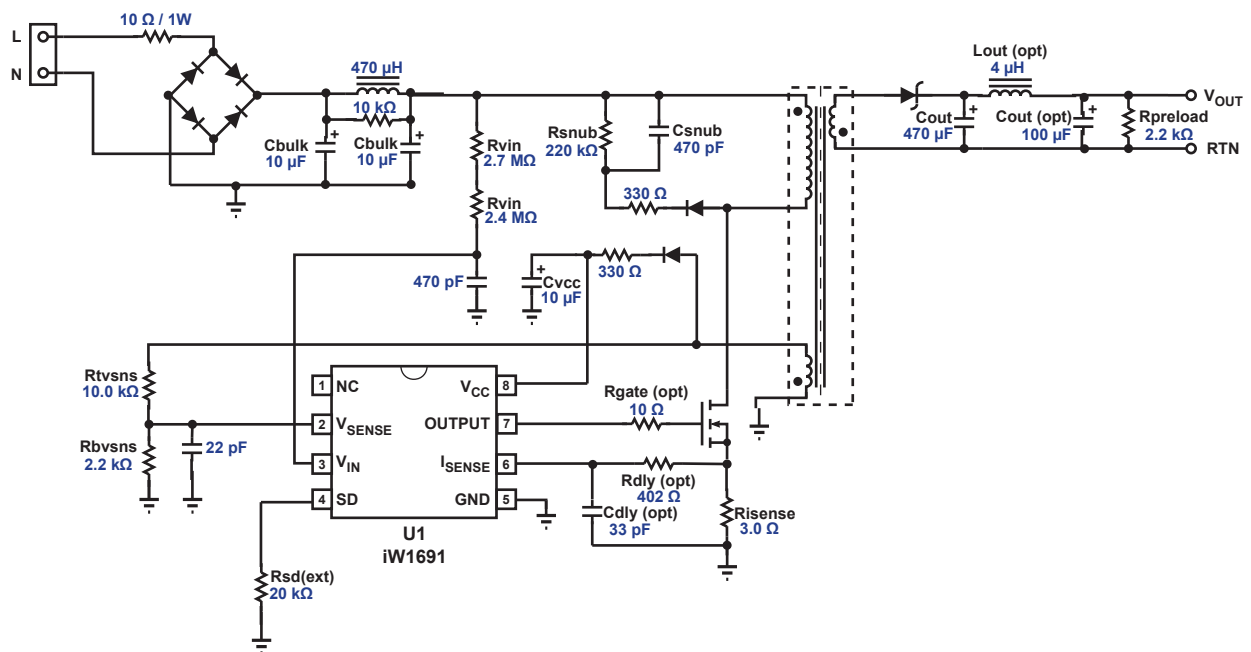 L
N
10 Ω / 1W
470 µH
10 kΩ
Cbulk
10 µF
Cbulk
10 µF
Rvin
2.7 MΩ
Rvin
2.4 MΩ
470 pF
Rsnub
220 kΩ
Csnub
470 pF
330 Ω
330 Ω
Cvcc
10 µF
Lout (opt)
4 µH
Cout
470 µF
Cout (opt)
100 µF
Rpreload
2.2 kΩ
VOUT
RTN
Rtvsns
10.0 kΩ
Rbvsns
2.2 kΩ
22 pF
1 NC
2 VSENSE
3 VIN
4 SD
VCC 8
OUTPUT 7
ISENSE 6
GND 5
U1
iW1691
Rgate (opt)
10 Ω
Rdly (opt)
402 Ω
Cdly (opt)
33 pF
Risense
3.0 Ω
Rsd(ext)
20 kΩ